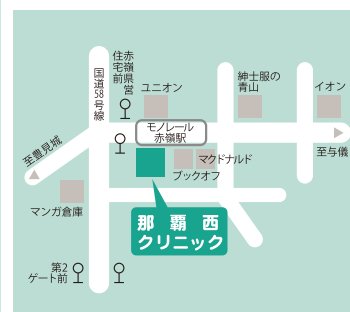 赤嶺県営
住宅前
国道58号線
ユニオン
紳士服の
青山
イオン
モノレール
赤嶺駅
至豊見城
至与儀
マクドナルド
ブックオフ
マンガ倉庫
那覇西
クリニック
第2
ゲート前